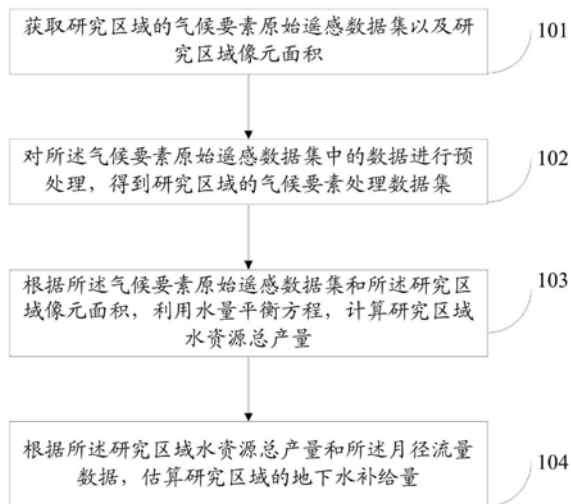 获取研究区域的气候要素原始遥感数据集以及研
究区域像元面积
101
对所述气候要素原始遥感数据集中的数据进行预
处理，得到研究区域的气候要素处理数据集
102
根据所述气候要素原始遥感数据集和所述研究区
域像元面积，利用水量平衡方程，计算研究区域
水资源总产量
103
根据所述研究区域水资源总产量和所述月径流量
数据，估算研究区域的地下水补给量
104